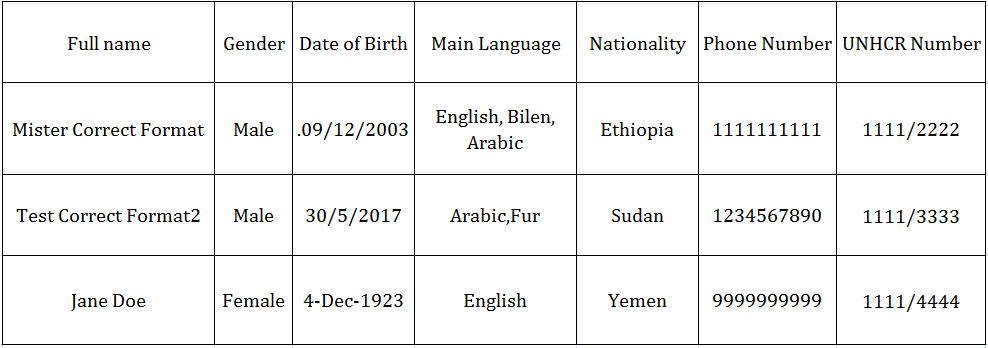 Full name Gender Date of Birth Main Language Nationality Phone Number UNHCR Number
Mister Correct Format Male .09/12/2003 English, Bilen, Arabic Ethiopia 1111111111 1111/2222
Test Correct Format2 Male 30/5/2017 Arabic,Fur Sudan 1234567890 1111/3333
Jane Doe Female 4-Dec-1923 English Yemen 9999999999 1111/4444